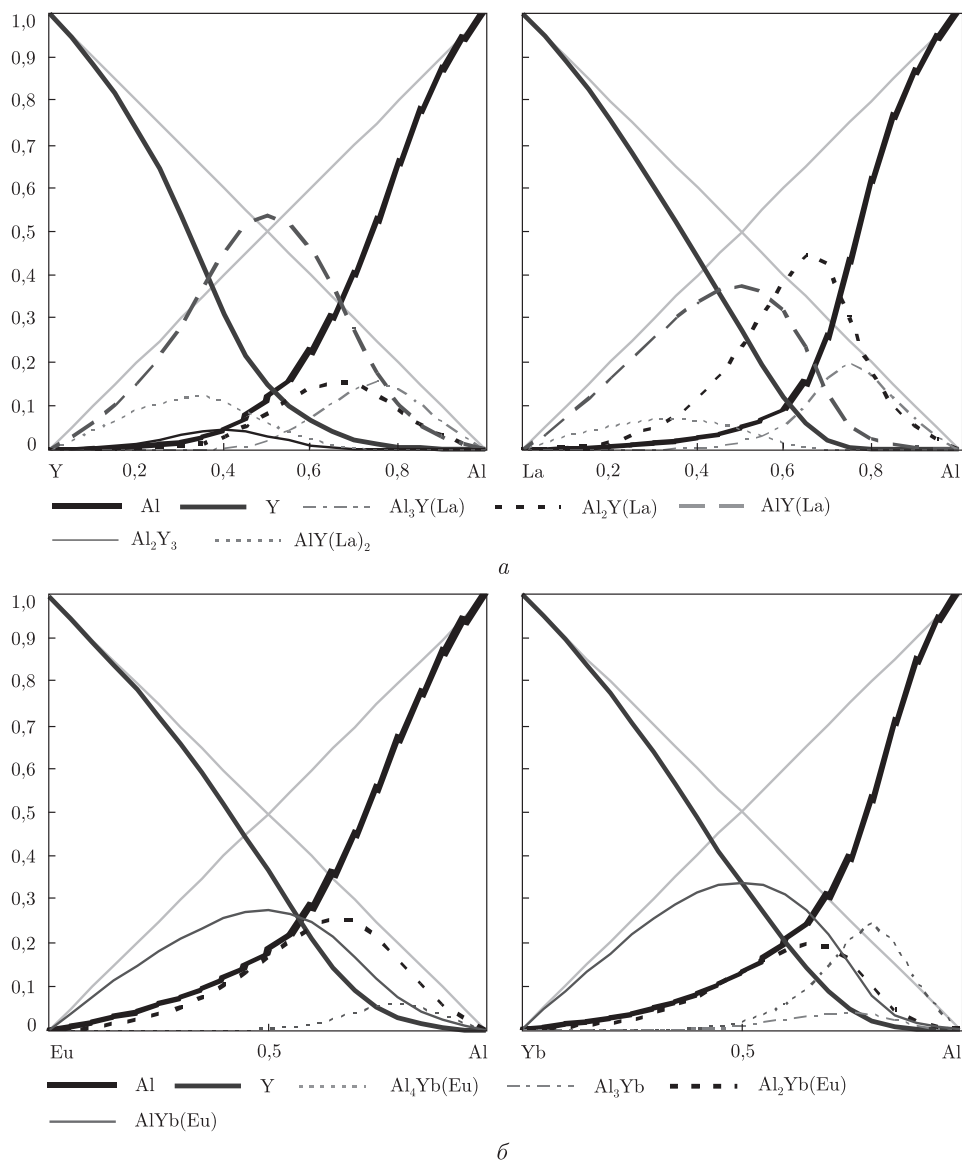 1,0
0,9
0,8
0,7
0,6
0,5
0,4
0,3
0,2
0,1
0
Y 0,2 0,4 0,6 0,8 Al
La 0,2 0,4 0,6 0,8 Al
Al Y Al₃Y(La) Al₂Y(La) AlY(La)
Al₂Y₃ AlY(La)₂
а
1,0
0,9
0,8
0,7
0,6
0,5
0,4
0,3
0,2
0,1
0
Eu 0,5 Al
Yb 0,5 Al
Al Y Al₄Yb(Eu) Al₃Yb Al₂Yb(Eu)
AlYb(Eu)
б